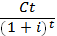 Ct
(1 + i)^t